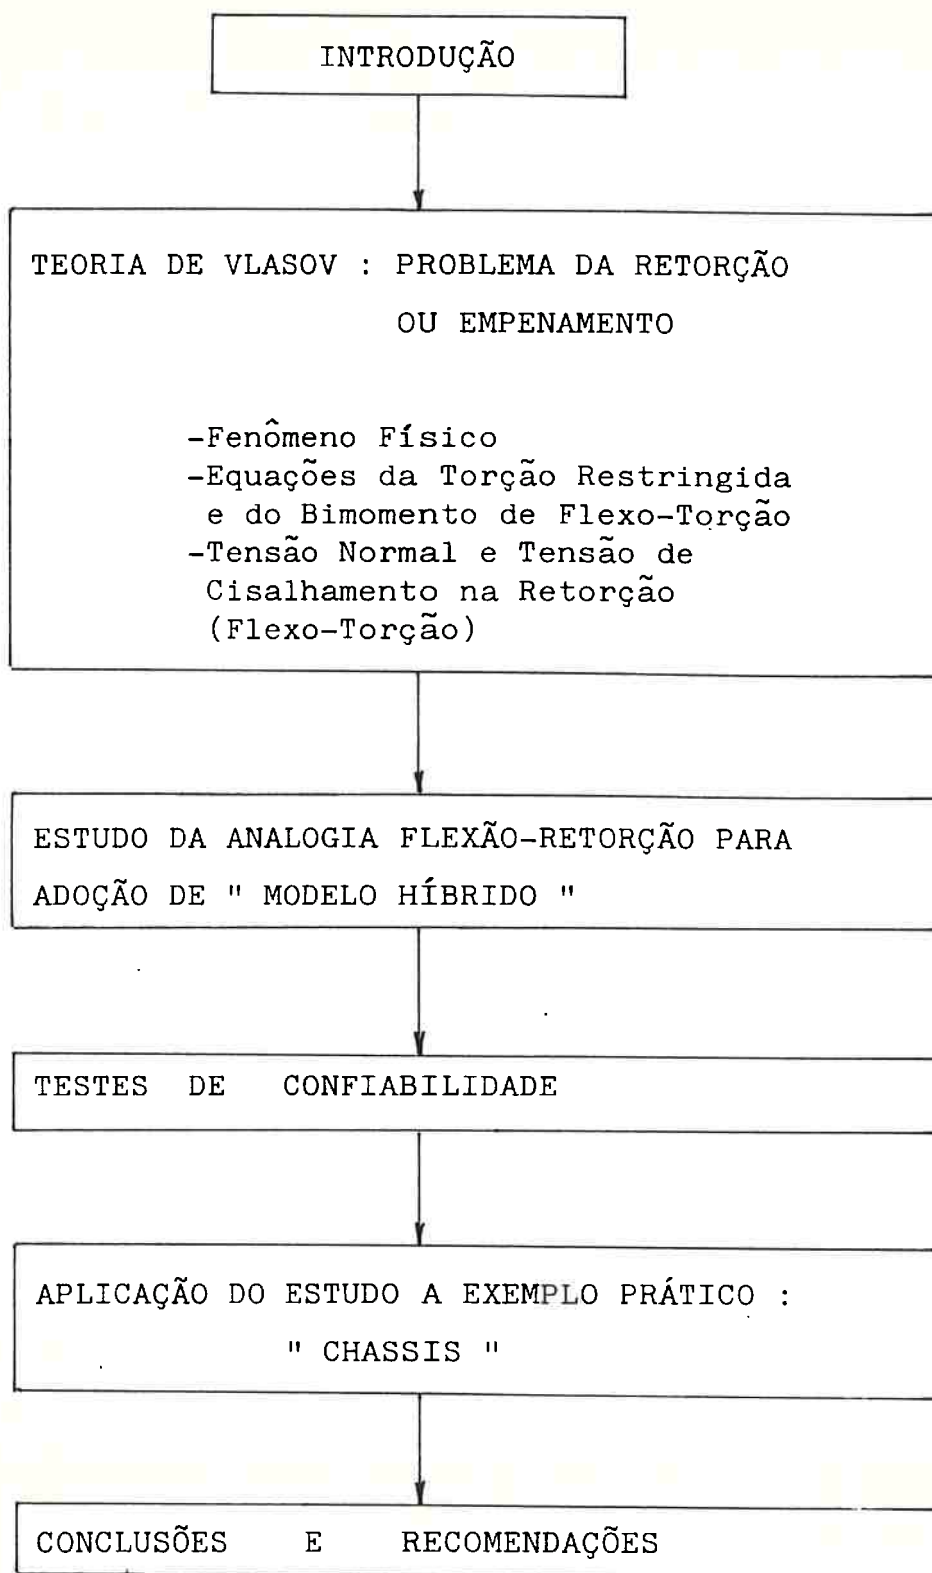 INTRODUÇÃO
TEORIA DE VLASOV : PROBLEMA DA RETORÇÃO
OU EMPENAMENTO
-Fenômeno Físico
-Equações da Torção Restringida
e do Bimomento de Flexo-Torção
-Tensão Normal e Tensão de
Cisalhamento na Retorção
(Flexo-Torção)
ESTUDO DA ANALOGIA FLEXÃO-RETORÇÃO PARA
ADOÇÃO DE " MODELO HÍBRIDO "
TESTES DE CONFIABILIDADE
APLICAÇÃO DO ESTUDO A EXEMPLO PRÁTICO :
" CHASSIS "
CONCLUSÕES E RECOMENDAÇÕES